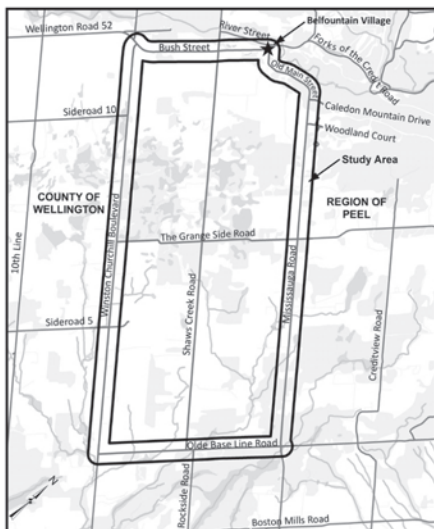 Wellington Road 52
River Street
Belfountain Village
Bush Street
Forks of the Credit Road
Old Main Street
Sideroad 10
Caledon Mountain Drive
Woodland Court
Study Area
COUNTY OF
WELLINGTON
REGION OF
PEEL
10th Line
Winston Churchill Boulevard
The Grange Side Road
Shaws Creek Road
Mississauga Road
Creditview Road
Sideroad 5
Olde Base Line Road
Rockside Road
Boston Mills Road
N